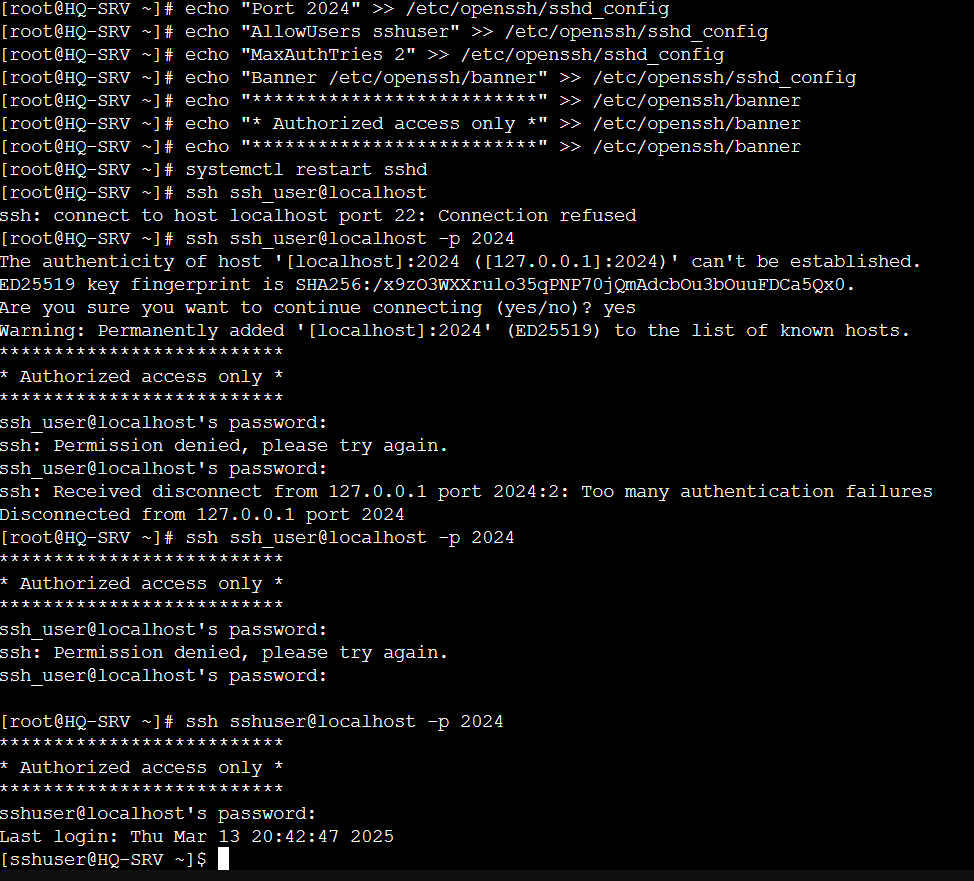 [root@HQ-SRV ~]# echo "Port 2024" >> /etc/openssh/sshd_config
[root@HQ-SRV ~]# echo "AllowUsers sshuser" >> /etc/openssh/sshd_config
[root@HQ-SRV ~]# echo "MaxAuthTries 2" >> /etc/openssh/sshd_config
[root@HQ-SRV ~]# echo "Banner /etc/openssh/banner" >> /etc/openssh/sshd_config
[root@HQ-SRV ~]# echo "**************************" >> /etc/openssh/banner
[root@HQ-SRV ~]# echo "* Authorized access only *" >> /etc/openssh/banner
[root@HQ-SRV ~]# echo "**************************" >> /etc/openssh/banner
[root@HQ-SRV ~]# systemctl restart sshd
[root@HQ-SRV ~]# ssh ssh_user@localhost
ssh: connect to host localhost port 22: Connection refused
[root@HQ-SRV ~]# ssh ssh_user@localhost -p 2024
The authenticity of host '[localhost]:2024 ([127.0.0.1]:2024)' can't be established.
ED25519 key fingerprint is SHA256:/x9zO3WXXrulo35qPNP70jQmAdcbOu3bOuuFDCa5Qx0.
Are you sure you want to continue connecting (yes/no)? yes
Warning: Permanently added '[localhost]:2024' (ED25519) to the list of known hosts.
**************************
* Authorized access only *
**************************
ssh_user@localhost's password:
ssh: Permission denied, please try again.
ssh_user@localhost's password:
ssh: Received disconnect from 127.0.0.1 port 2024:2: Too many authentication failures
Disconnected from 127.0.0.1 port 2024
[root@HQ-SRV ~]# ssh ssh_user@localhost -p 2024
**************************
* Authorized access only *
**************************
ssh_user@localhost's password:
ssh: Permission denied, please try again.
ssh_user@localhost's password:
[root@HQ-SRV ~]# ssh sshuser@localhost -p 2024
**************************
* Authorized access only *
**************************
sshuser@localhost's password:
Last login: Thu Mar 13 20:42:47 2025
[sshuser@HQ-SRV ~]$